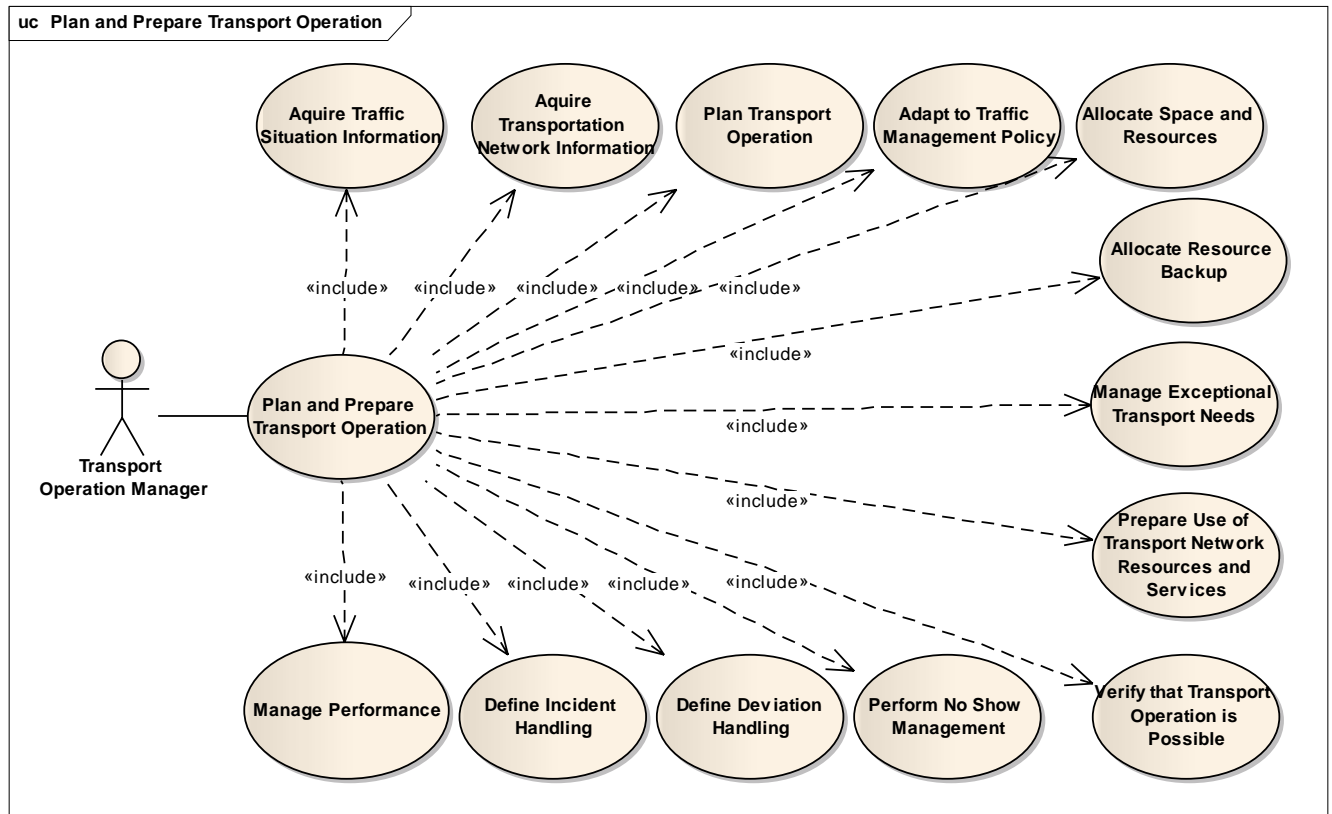 uc Plan and Prepare Transport Operation
Aquire Traffic
Situation Information
Aquire
Transportation
Network Information
Plan Transport
Operation
Adapt to Traffic
Management Policy
Allocate Space and
Resources
Allocate Resource
Backup
«include»
«include»
«include»
«include»
«include»
«include»
Manage Exceptional
Transport Needs
Plan and Prepare
Transport Operation
«include»
Transport
Operation Manager
«include»
Prepare Use of
Transport Network
Resources and
Services
«include»
«include»
«include»
«include»
«include»
Manage Performance
Define Incident
Handling
Define Deviation
Handling
Perform No Show
Management
Verify that Transport
Operation is
Possible